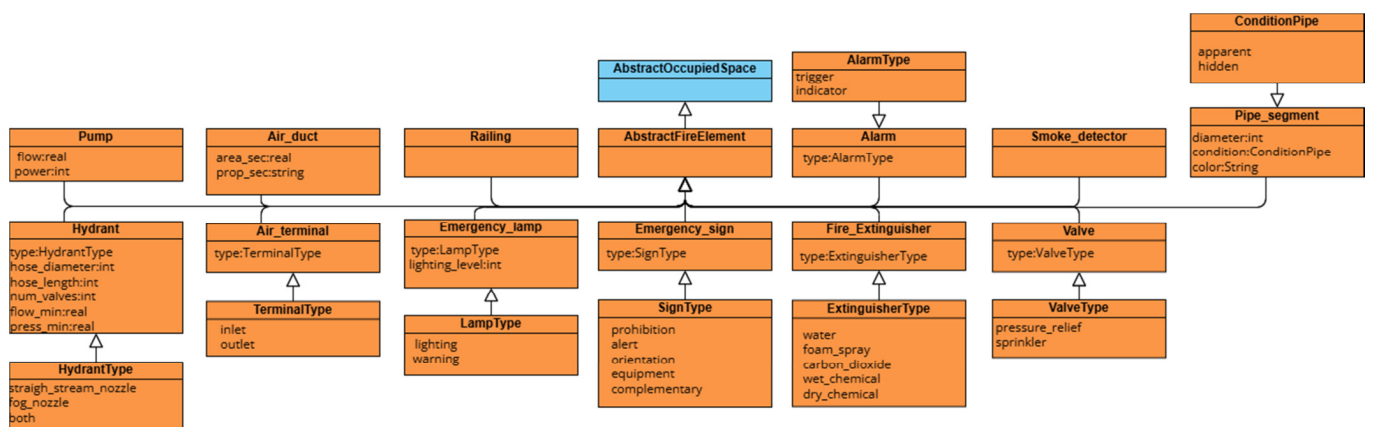 ConditionPipe
apparent
hidden
AbstractOccupiedSpace
AlarmType
trigger
indicator
Pump
flow:real
power:int
Air_duct
area_sec:real
prop_sec:string
Railing
AbstractFireElement
Alarm
type:AlarmType
Smoke_detector
Pipe_segment
diameter:int
condition:ConditionPipe
color:String
Hydrant
type:HydrantType
hose_diameter:int
hose_length:int
num_valves:int
flow_min:real
press_min:real
Air_terminal
type:TerminalType
Emergency_lamp
type:LampType
lighting_level:int
Emergency_sign
type:SignType
Fire_Extinguisher
type:ExtinguisherType
Valve
type:ValveType
HydrantType
straigh_stream_nozzle
fog_nozzle
both
TerminalType
inlet
outlet
LampType
lighting
warning
SignType
prohibition
alert
orientation
equipment
complementary
ExtinguisherType
water
foam_spray
carbon_dioxide
wet_chemical
dry_chemical
ValveType
pressure_relief
sprinkler